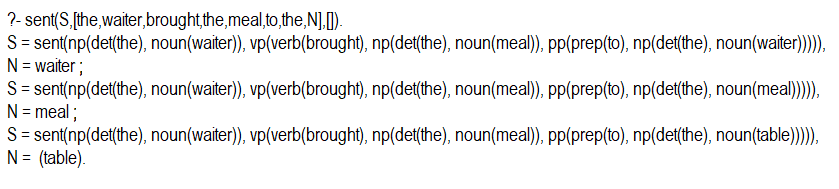 ?- sent(S,[the,waiter,brought,the,meal,to,the,N],[]).
S = sent(np(det(the), noun(waiter)), vp(verb(brought), np(det(the), noun(meal)), pp(prep(to), np(det(the), noun(waiter))))),
N = waiter ;
S = sent(np(det(the), noun(waiter)), vp(verb(brought), np(det(the), noun(meal)), pp(prep(to), np(det(the), noun(meal))))),
N = meal ;
S = sent(np(det(the), noun(waiter)), vp(verb(brought), np(det(the), noun(meal)), pp(prep(to), np(det(the), noun(table))))),
N = (table).